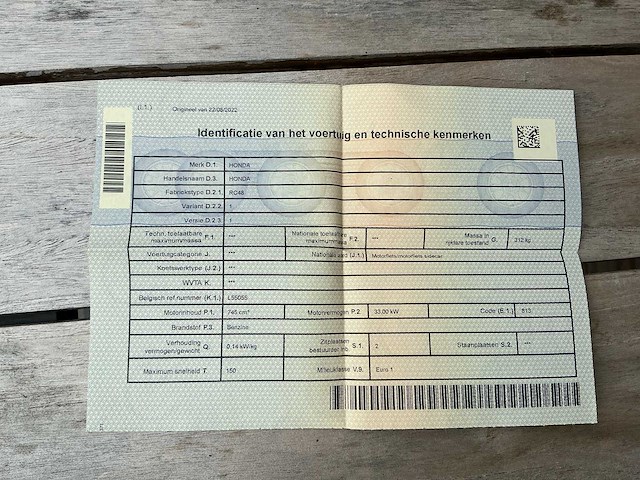 (I.1.) Origineel van 22/08/2022
Identificatie van het voertuig en technische kenmerken
Merk D.1. HONDA
Handelsnaam D.3. HONDA
Fabriekstype D.2.1. RC48
Variant D.2.2. 1
Versie D.2.3. 1
Techn. toelaatbare maximummassa F.1. *** Nationale toelaatbare maximummassa F.2. *** Massa in rijklare toestand G. 212 kg
Voertuigcategorie J. *** Nationale aard (J.1.) Motorfiets/motorfiets sidecar
Koetswerktype (J.2.) ***
WVTA K. ***
Belgisch ref nummer (K.1.) L55055
Motorinhoud P.1. 745 cm³ Motorvermogen P.2. 33,00 kW Code (E.1.) 513
Brandstof P.3. Benzine
Verhouding vermogen/gewicht Q. 0,14 kW/kg Zitplaatsen bestuurder inb. S.1. 2 Staanplaatsen S.2. ***
Maximum snelheid T. 150 Milieuklasse V.9. Euro 1